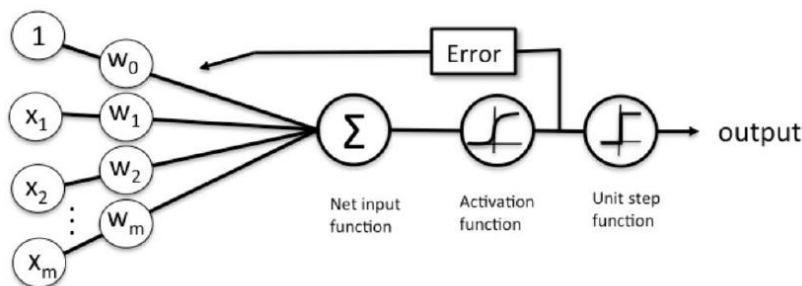 1
w₀
Error
x₁
w₁
Σ
output
x₂
w₂
⋮
wₘ
xₘ
Net input
function
Activation
function
Unit step
function